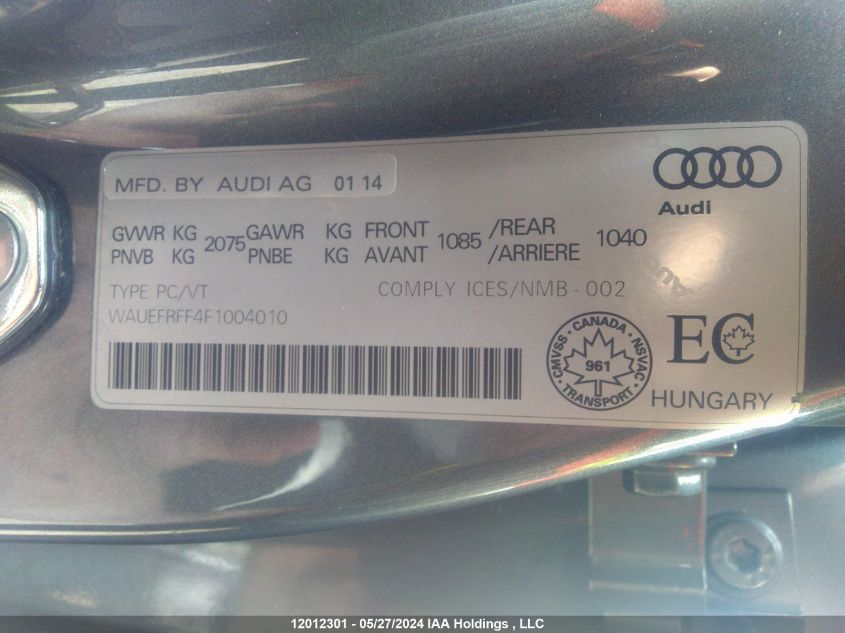 MFD. BY AUDI AG 01 14
Audi
GVWR KG 2075 GAWR KG FRONT 1085 /REAR 1040
PNVB KG PNBE KG AVANT /ARRIERE
TYPE PC/VT COMPLY: ICES/NMB - 002
WAUEFRFF4F1004010
CMVSS · CANADA · NSVAC · TRANSPORT ·
961
EC
HUNGARY
12012301 - 05/27/2024 IAA Holdings , LLC